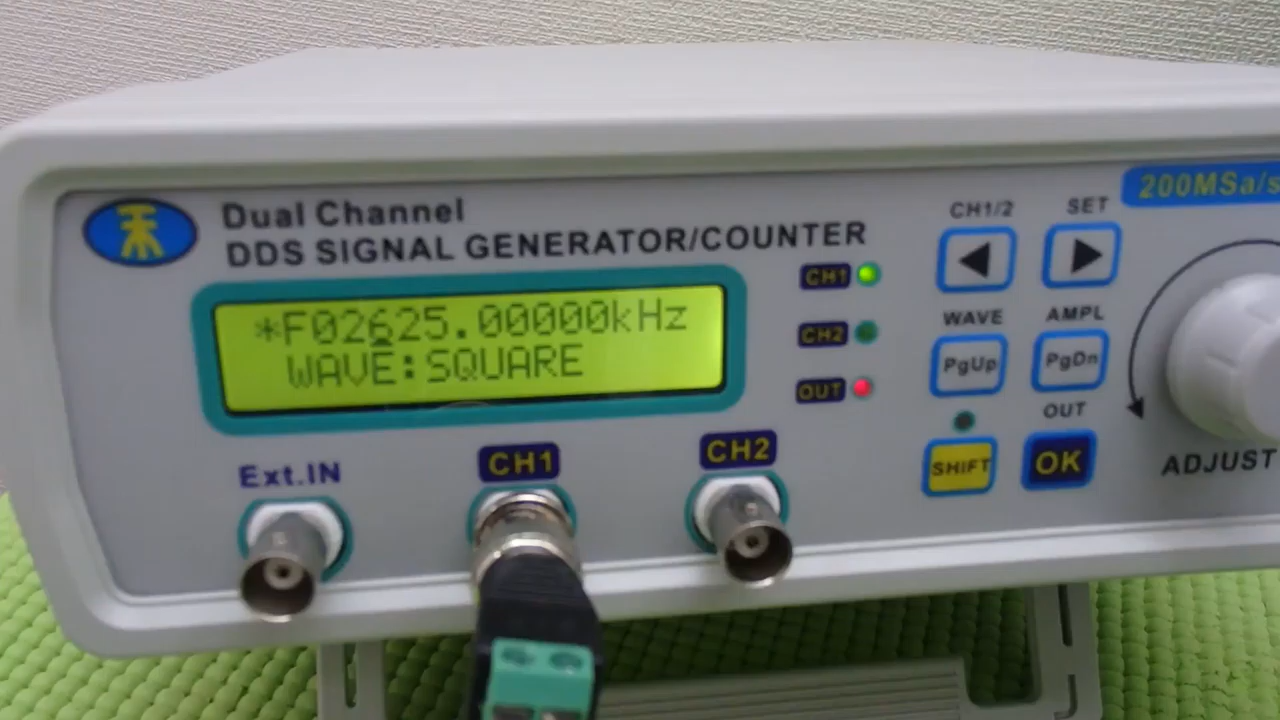 Dual Channel
DDS SIGNAL GENERATOR/COUNTER
200MSa/s
*F02625.00000kHz
WAVE:SQUARE
CH1
CH2
OUT
CH1/2
SET
WAVE
AMPL
PgUp
PgDn
OUT
SHIFT
OK
ADJUST
Ext.IN
CH1
CH2